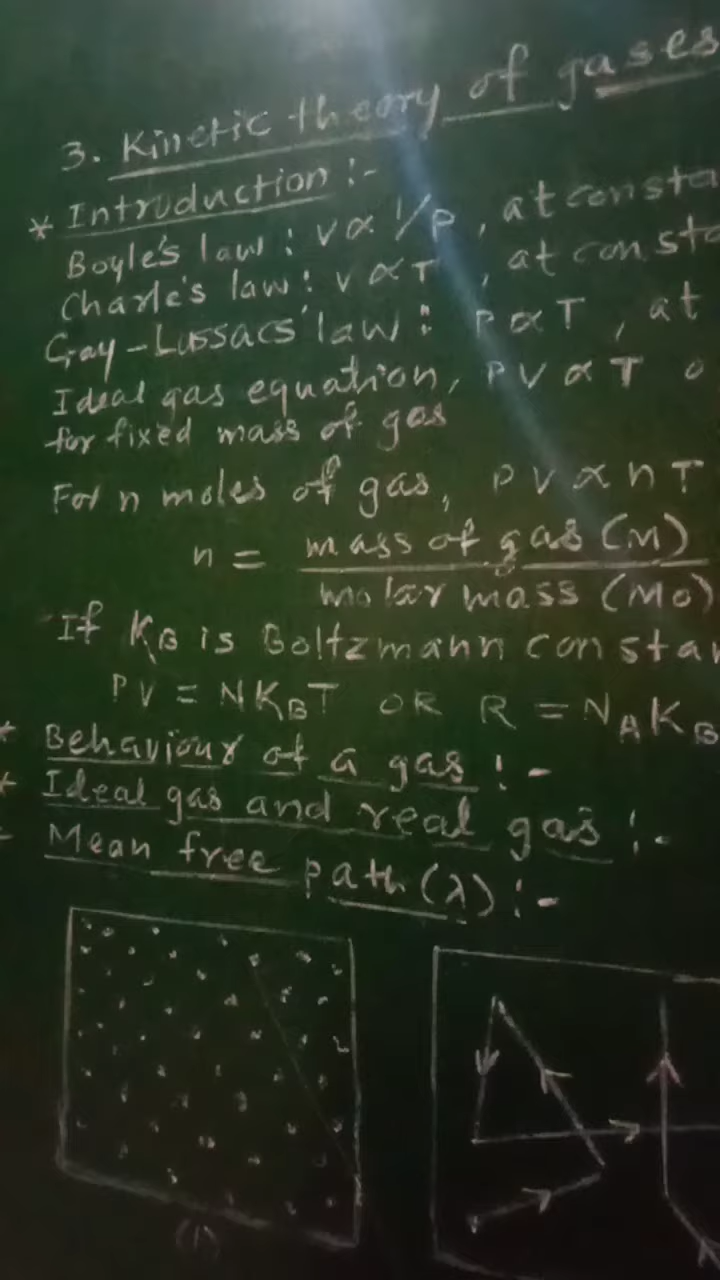 3. Kinetic theory of gases
* Introduction :-
Boyle's law : V ∝ 1/P , at consta
Charle's law : V ∝ T , at consta
Gay-Lussacs' law : P ∝ T , at
Ideal gas equation, PV ∝ T o
for fixed mass of gas
For n moles of gas, PV ∝ nT
n = mass of gas (M)
molar mass (Mo)
If KB is Boltzmann constan
PV = NKBT OR R = NAKB
* Behaviour of a gas :-
* Ideal gas and real gas :-
* Mean free path (λ) :-
(1)